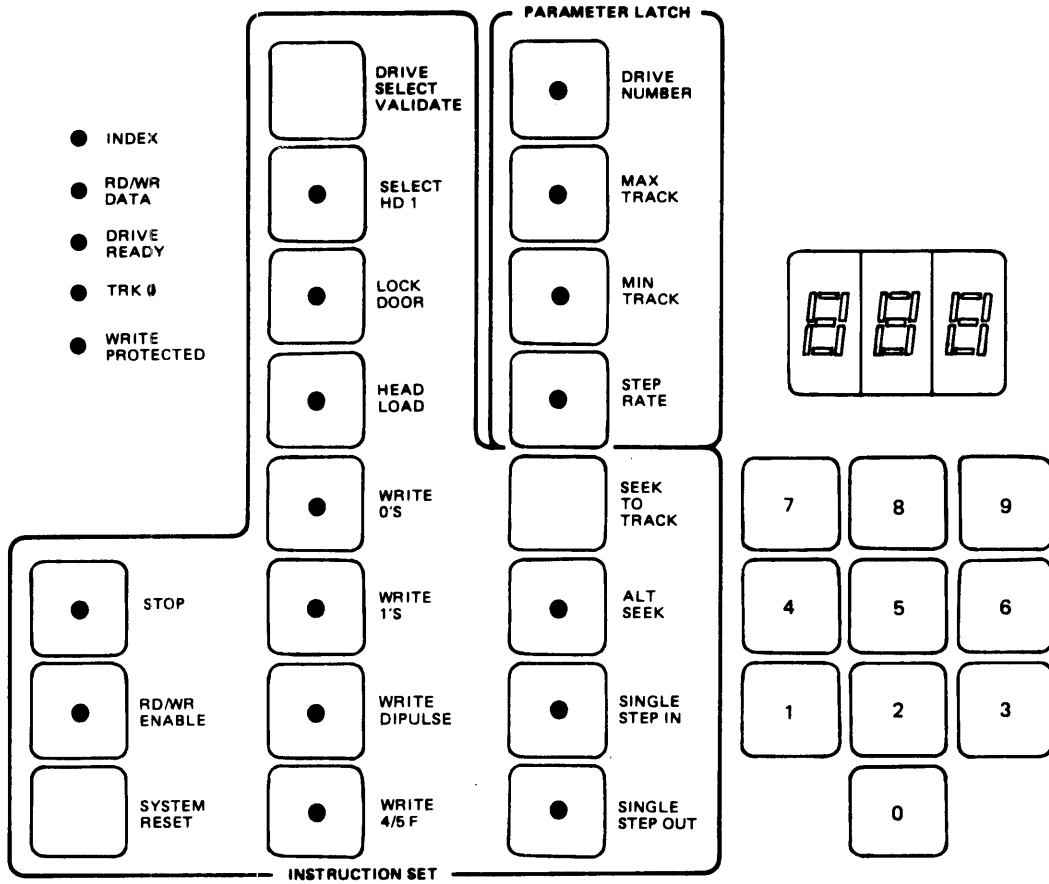 PARAMETER LATCH
DRIVE
SELECT
VALIDATE
DRIVE
NUMBER
INDEX
RD/WR
DATA
DRIVE
READY
TRK 0
WRITE
PROTECTED
SELECT
HD 1
MAX
TRACK
LOCK
DOOR
MIN
TRACK
HEAD
LOAD
STEP
RATE
WRITE
0'S
SEEK
TO
TRACK
7 8 9
STOP
WRITE
1'S
ALT
SEEK
4 5 6
RD/WR
ENABLE
WRITE
DIPULSE
SINGLE
STEP IN
1 2 3
SYSTEM
RESET
WRITE
4/5 F
SINGLE
STEP OUT
0
INSTRUCTION SET